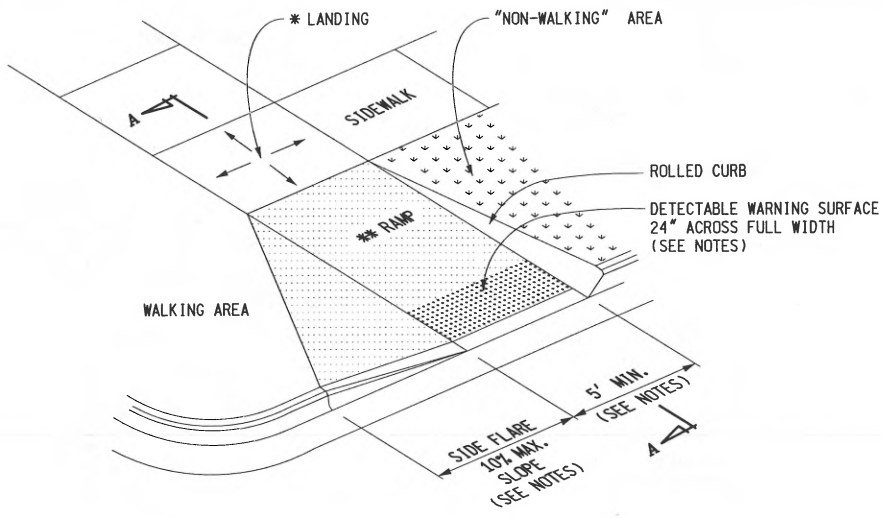 * LANDING
"NON-WALKING" AREA
A
SIDEWALK
ROLLED CURB
DETECTABLE WARNING SURFACE
24" ACROSS FULL WIDTH
(SEE NOTES)
** RAMP
WALKING AREA
5' MIN.
(SEE NOTES)
A
SIDE FLARE
10% MAX.
SLOPE
(SEE NOTES)